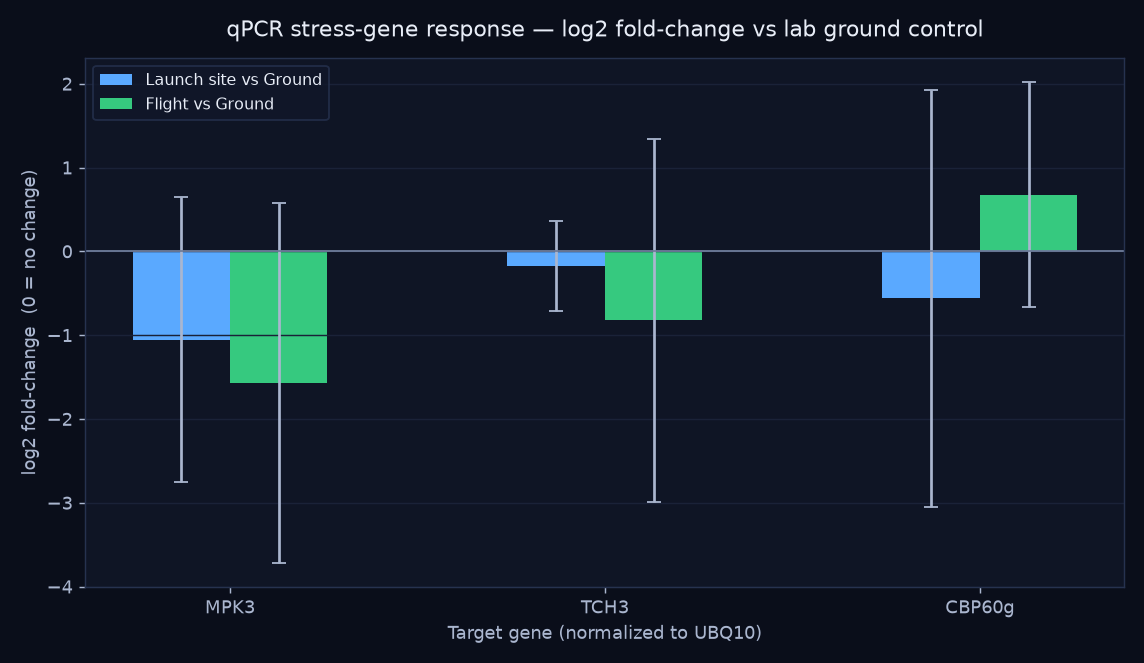 qPCR stress-gene response — log2 fold-change vs lab ground control
Launch site vs Ground
Flight vs Ground
log2 fold-change (0 = no change)
2
1
0
−1
−2
−3
−4
MPK3
TCH3
CBP60g
Target gene (normalized to UBQ10)